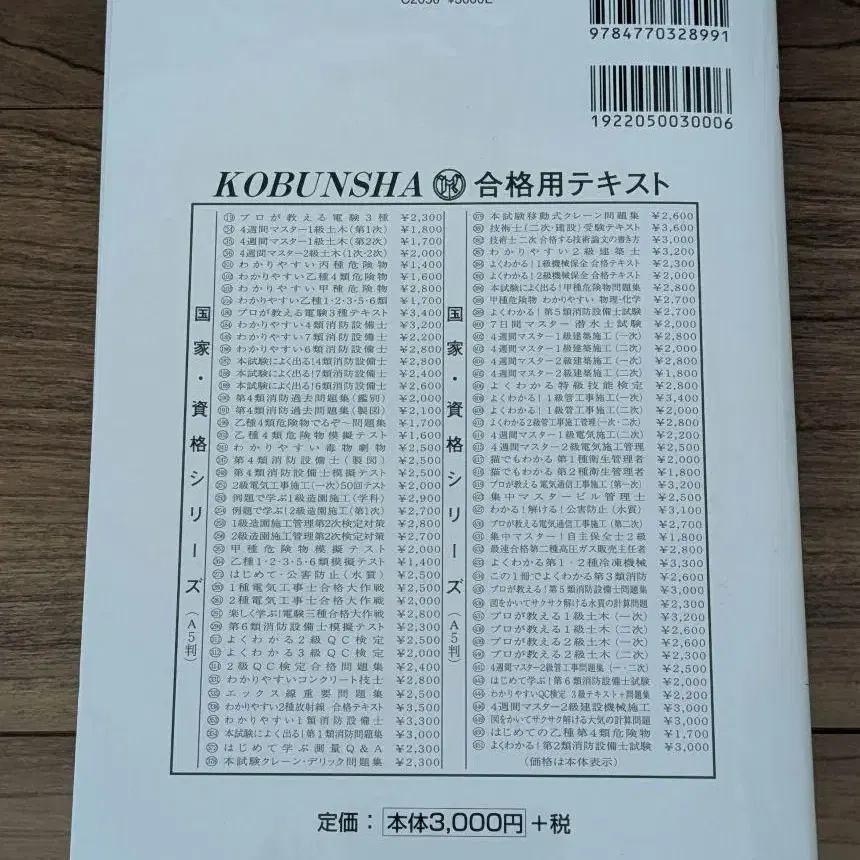 C2050 ¥3000E
9784770328991
1922050030006
KOBUNSHA 合格用テキスト
国家・資格シリーズ(A5判)
プロが教える電験3種 ¥2,300
4週間マスター1級土木(第1次) ¥1,800
4週間マスター1級土木(第2次) ¥1,700
4週間マスター2級土木(1次・2次) ¥2,000
わかりやすい丙種危険物 ¥1,400
わかりやすい乙種4類危険物 ¥1,600
わかりやすい甲種危険物 ¥2,800
わかりやすい乙種1・2・3・5・6類 ¥1,700
プロが教える電験3種テキスト ¥3,400
わかりやすい4類消防設備士 ¥3,200
わかりやすい7類消防設備士 ¥2,200
わかりやすい6類消防設備士 ¥2,800
本試験によく出る!4類消防設備士 ¥2,800
本試験によく出る!7類消防設備士 ¥2,400
本試験によく出る!6類消防設備士 ¥2,600
第4類消防過去問題集(鑑別) ¥2,000
第4類消防過去問題集(製図) ¥2,100
乙種4類危険物でるぞ〜問題集 ¥1,700
乙種4類危険物模擬テスト ¥1,600
わかりやすい毒物劇物 ¥2,500
第4類消防設備士(製図) ¥2,500
第4類消防設備士模擬テスト ¥2,500
2級電気工事施工(一次)50回テスト ¥2,000
例題で学ぶ1級造園施工(学科) ¥2,900
例題で学ぶ!2級造園施工(第1次) ¥2,700
1級造園施工管理第2次検定対策 ¥2,800
2級造園施工管理第2次検定対策 ¥2,700
甲種危険物模擬テスト ¥2,000
乙種1・2・3・5・6類模擬テスト ¥1,400
はじめて・公害防止(水質) ¥2,500
1種電気工事士合格大作戦 ¥2,500
2種電気工事士合格大作戦 ¥2,000
楽しく学ぶ!電験三種合格大作戦 ¥2,800
第6類消防設備士模擬テスト ¥2,300
よくわかる2級QC検定 ¥2,500
よくわかる3級QC検定 ¥2,000
2級QC検定合格問題集 ¥2,400
わかりやすいコンクリート技士 ¥2,800
エックス線重要問題集 ¥2,500
わかりやすい2種放射線 合格テキスト ¥3,500
わかりやすい1類消防設備士 ¥3,300
本試験によく出る!第1類消防問題集 ¥3,000
はじめて学ぶ測量Q&A ¥2,300
本試験クレーン・デリック問題集 ¥2,300
国家・資格シリーズ(A5判)
本試験移動式クレーン問題集 ¥2,600
技術士(二次・建設)受験テキスト ¥3,600
技術士二次合格する技術論文の書き方 ¥3,000
わかりやすい2級建築士 ¥3,200
よくわかる!1級機械保全 合格テキスト ¥2,300
よくわかる!2級機械保全 合格テキスト ¥2,000
本試験によく出る!甲種危険物問題集 ¥2,800
甲種危険物 わかりやすい 物理・化学 ¥2,700
よくわかる!第5類消防設備士試験 ¥2,700
7日間マスター 潜水士試験 ¥2,000
4週間マスター1級建築施工(一次) ¥2,800
4週間マスター1級建築施工(二次) ¥2,000
4週間マスター2級建築施工(一次) ¥2,800
4週間マスター2級建築施工(二次) ¥1,800
よくわかる特級技能検定 ¥2,800
よくわかる!1級管工事施工(一次) ¥3,400
よくわかる!1級管工事施工(二次) ¥2,000
よくわかる2級管工事施工管理(一次・二次) ¥2,800
4週間マスター1級電気施工(二次) ¥2,200
4週間マスター2級電気施工管理 ¥2,500
猫でもわかる 第1種衛生管理者 ¥2,000
猫でもわかる 第2種衛生管理者 ¥1,800
プロが教える電気通信工事施工(第一次) ¥3,200
集中マスタービル管理士 ¥2,500
わかる!解ける!公害防止(水質) ¥3,100
プロが教える電気通信工事施工(第二次) ¥2,700
集中マスター!自主保全士2級 ¥1,800
最速合格第二種高圧ガス販売主任者 ¥2,800
よくわかる第1・2種冷凍機械 ¥3,300
この1冊でよくわかる第3類消防 ¥2,600
プロが教える!第5類消防設備士試験 ¥3,000
図をかいてサクサク解ける水質の計算問題 ¥2,300
プロが教える1級土木(一次) ¥3,200
プロが教える1級土木(二次) ¥2,600
プロが教える2級土木(一次) ¥2,600
プロが教える2級土木(二次) ¥2,300
4週間マスター2級管工事問題集(一・二次) ¥2,500
はじめて学ぶ!第6類消防設備士試験 ¥2,000
わかりやすいQC検定 3級テキスト+問題集 ¥2,200
4週間マスター2級建設機械施工 ¥3,000
図をかいてサクサク解ける大気の計算問題 ¥3,000
はじめての乙種第4類危険物 ¥1,700
よくわかる!第2類消防設備士試験 ¥3,000
(価格は本体表示)
定価:本体3,000円+税